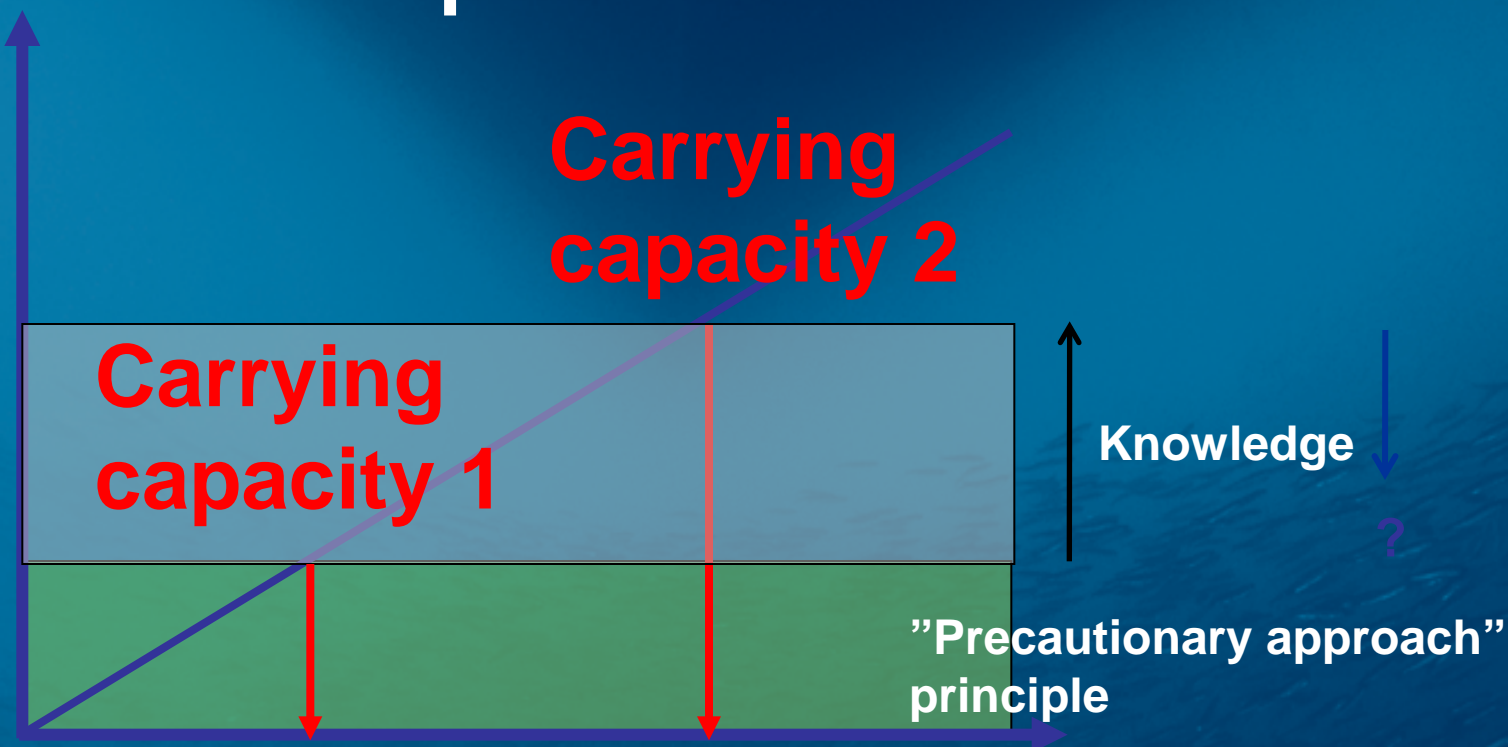 Carrying
capacity 2
Carrying
capacity 1
Knowledge
?
”Precautionary approach”
principle